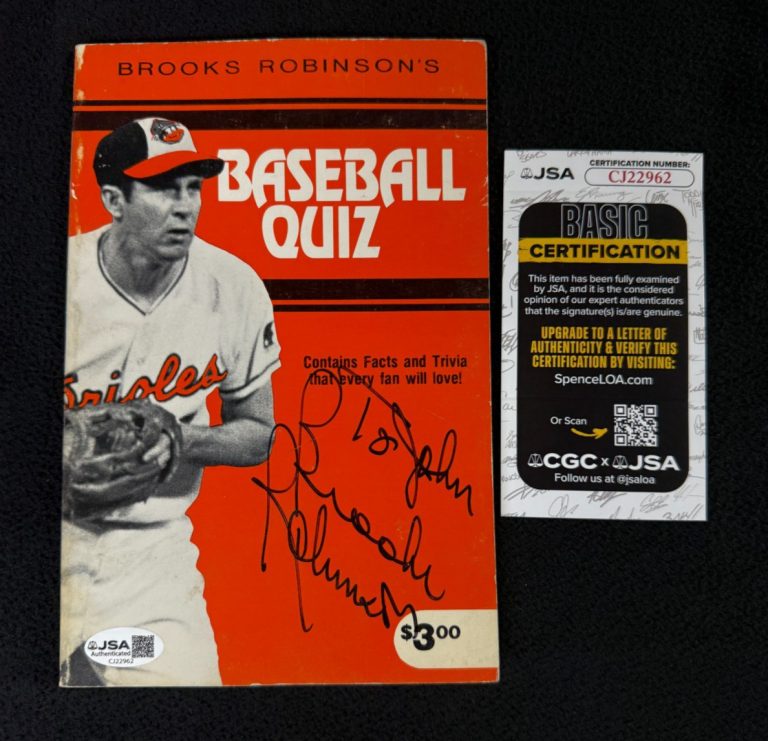 BROOKS ROBINSON'S
BASEBALL
QUIZ
Contains Facts and Trivia
that every fan will love!
Orioles
To John
Brooks
Robinson
$3.00
JSA
Authenticated
CJ22962
JSA
CERTIFICATION NUMBER:
CJ22962
BASIC
CERTIFICATION
This item has been fully examined
by JSA, and it is the considered
opinion of our expert authenticators
that the signature(s) is/are genuine.
UPGRADE TO A LETTER OF
AUTHENTICITY & VERIFY THIS
CERTIFICATION BY VISITING:
SpenceLOA.com
Or Scan
CGC x JSA
Follow us at @jsaloa